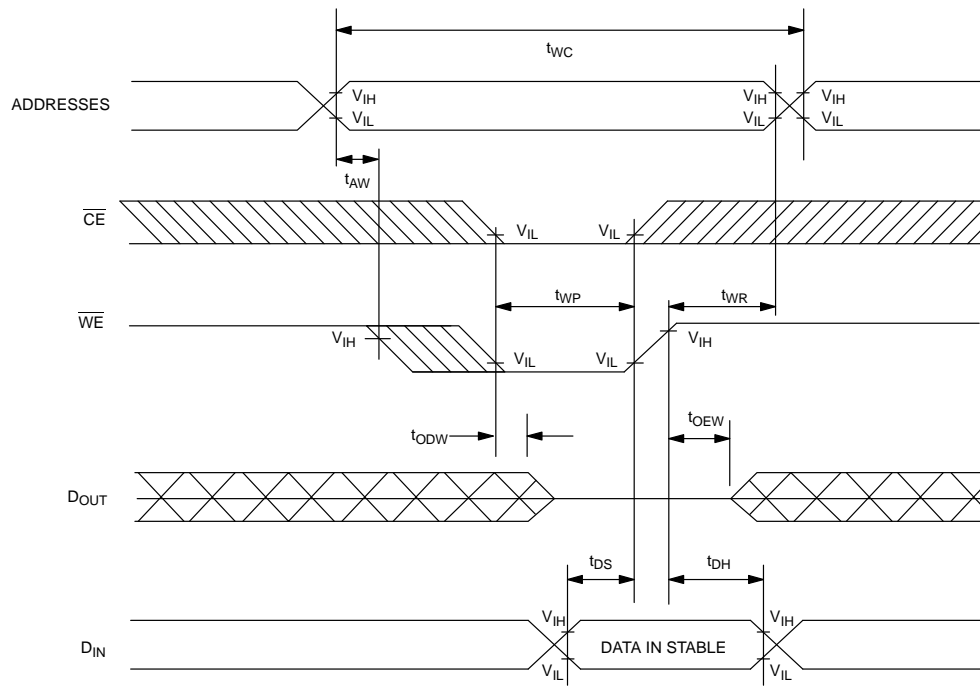 tWC
ADDRESSES
VIH
VIH
VIH
VIL
VIL
VIL
tAW
CE
VIL
VIL
tWP
tWR
WE
VIH
VIH
VIL
VIL
tODW
tOEW
DOUT
tDS
tDH
VIH
VIH
DIN
DATA IN STABLE
VIL
VIL